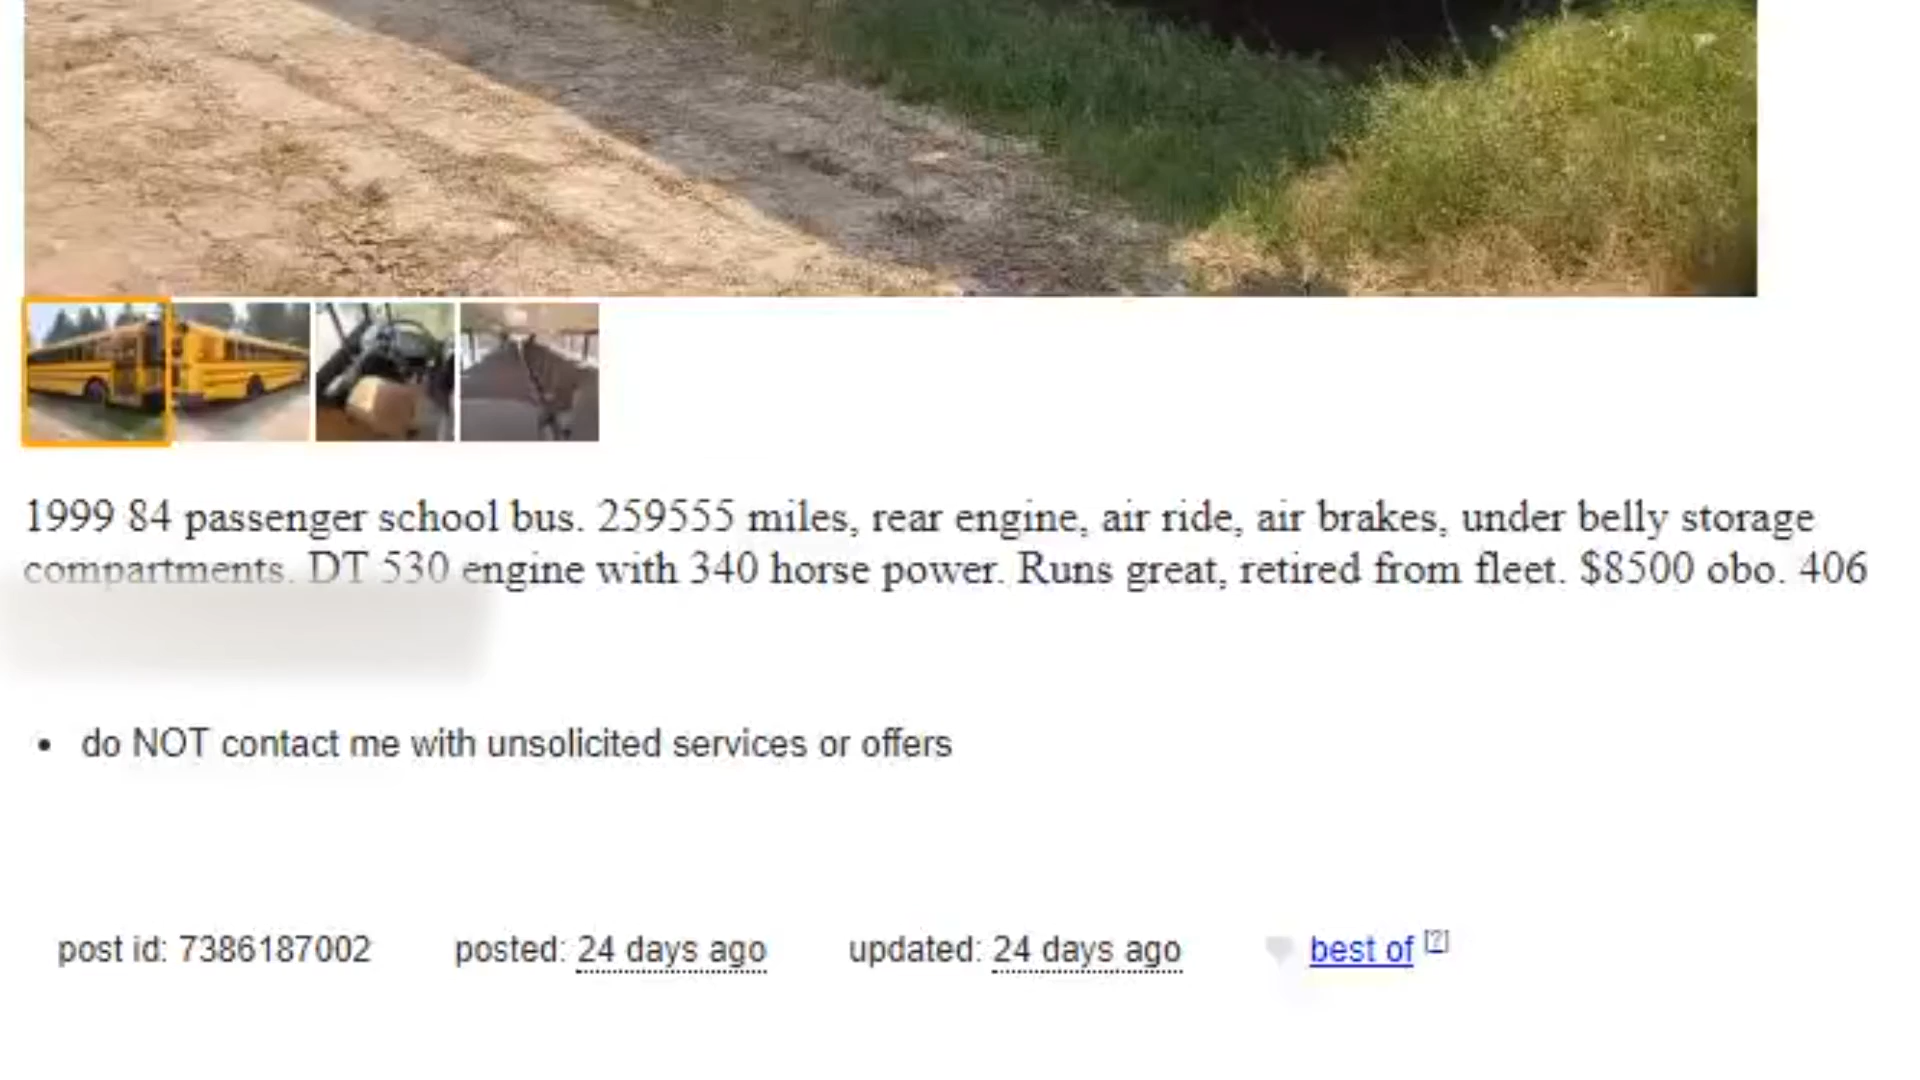 1999 84 passenger school bus. 259555 miles, rear engine, air ride, air brakes, under belly storage
compartments. DT 530 engine with 340 horse power. Runs great, retired from fleet. $8500 obo. 406
• do NOT contact me with unsolicited services or offers
post id: 7386187002 posted: 24 days ago updated: 24 days ago best of [?]